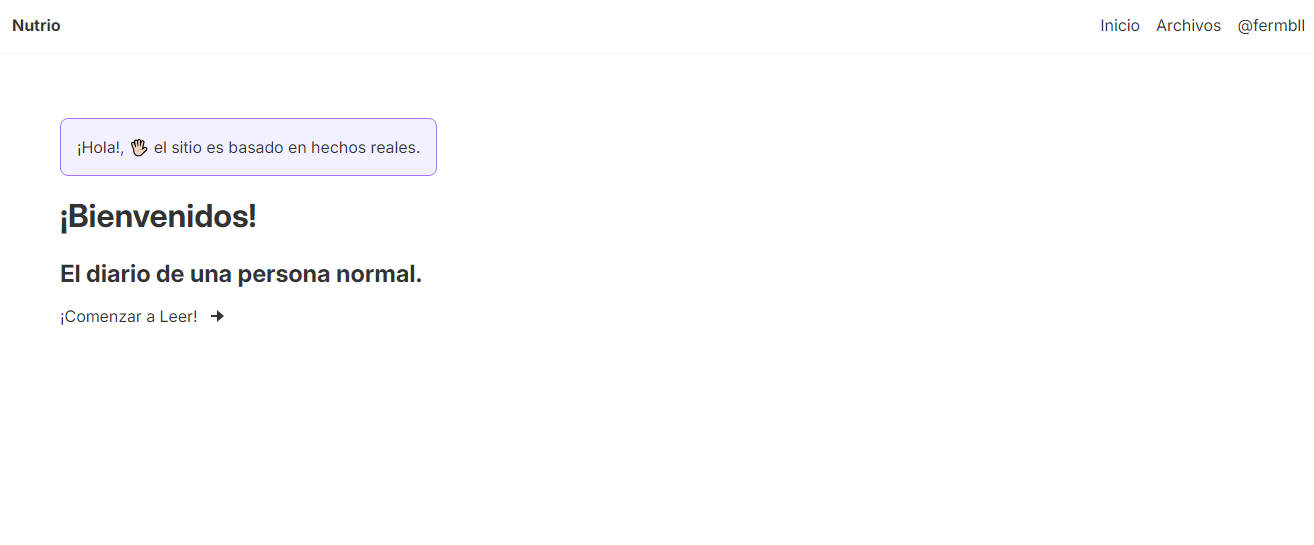 Nutrio
Inicio
Archivos
@fermbll
¡Hola!, 🖐🏻 el sitio es basado en hechos reales.
¡Bienvenidos!
El diario de una persona normal.
¡Comenzar a Leer! →